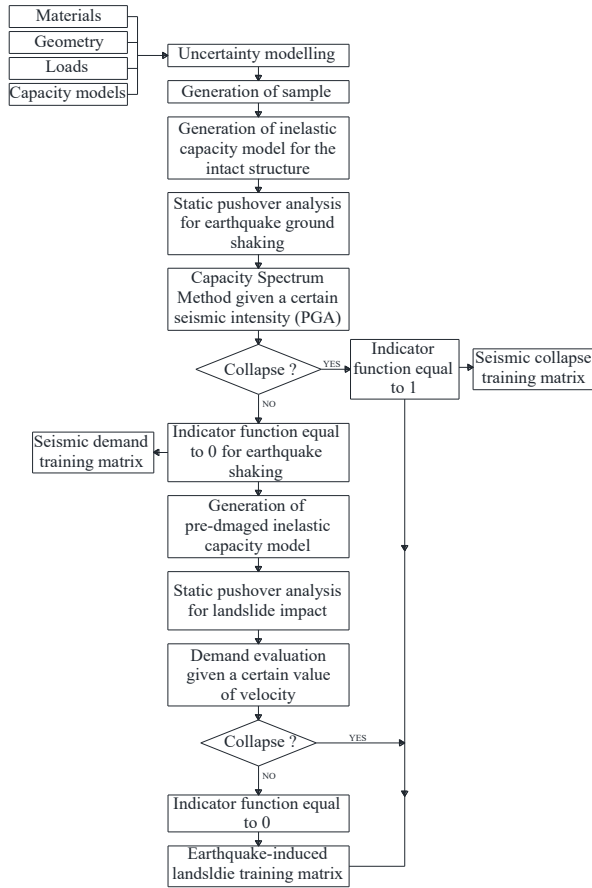 Materials
Geometry
Loads
Capacity models
Uncertainty modelling
Generation of sample
Generation of inelastic
capacity model for the
intact structure
Static pushover analysis
for earthquake ground
shaking
Capacity Spectrum
Method given a certain
seismic intensity (PGA)
Collapse ?
YES
Indicator
function equal
to 1
Seismic collapse
training matrix
NO
Indicator function equal
to 0 for earthquake
shaking
Seismic demand
training matrix
Generation of
pre-dmaged inelastic
capacity model
Static pushover analysis
for landslide impact
Demand evaluation
given a certain value
of velocity
Collapse ?
YES
NO
Indicator function equal
to 0
Earthquake-induced
landsldie training matrix